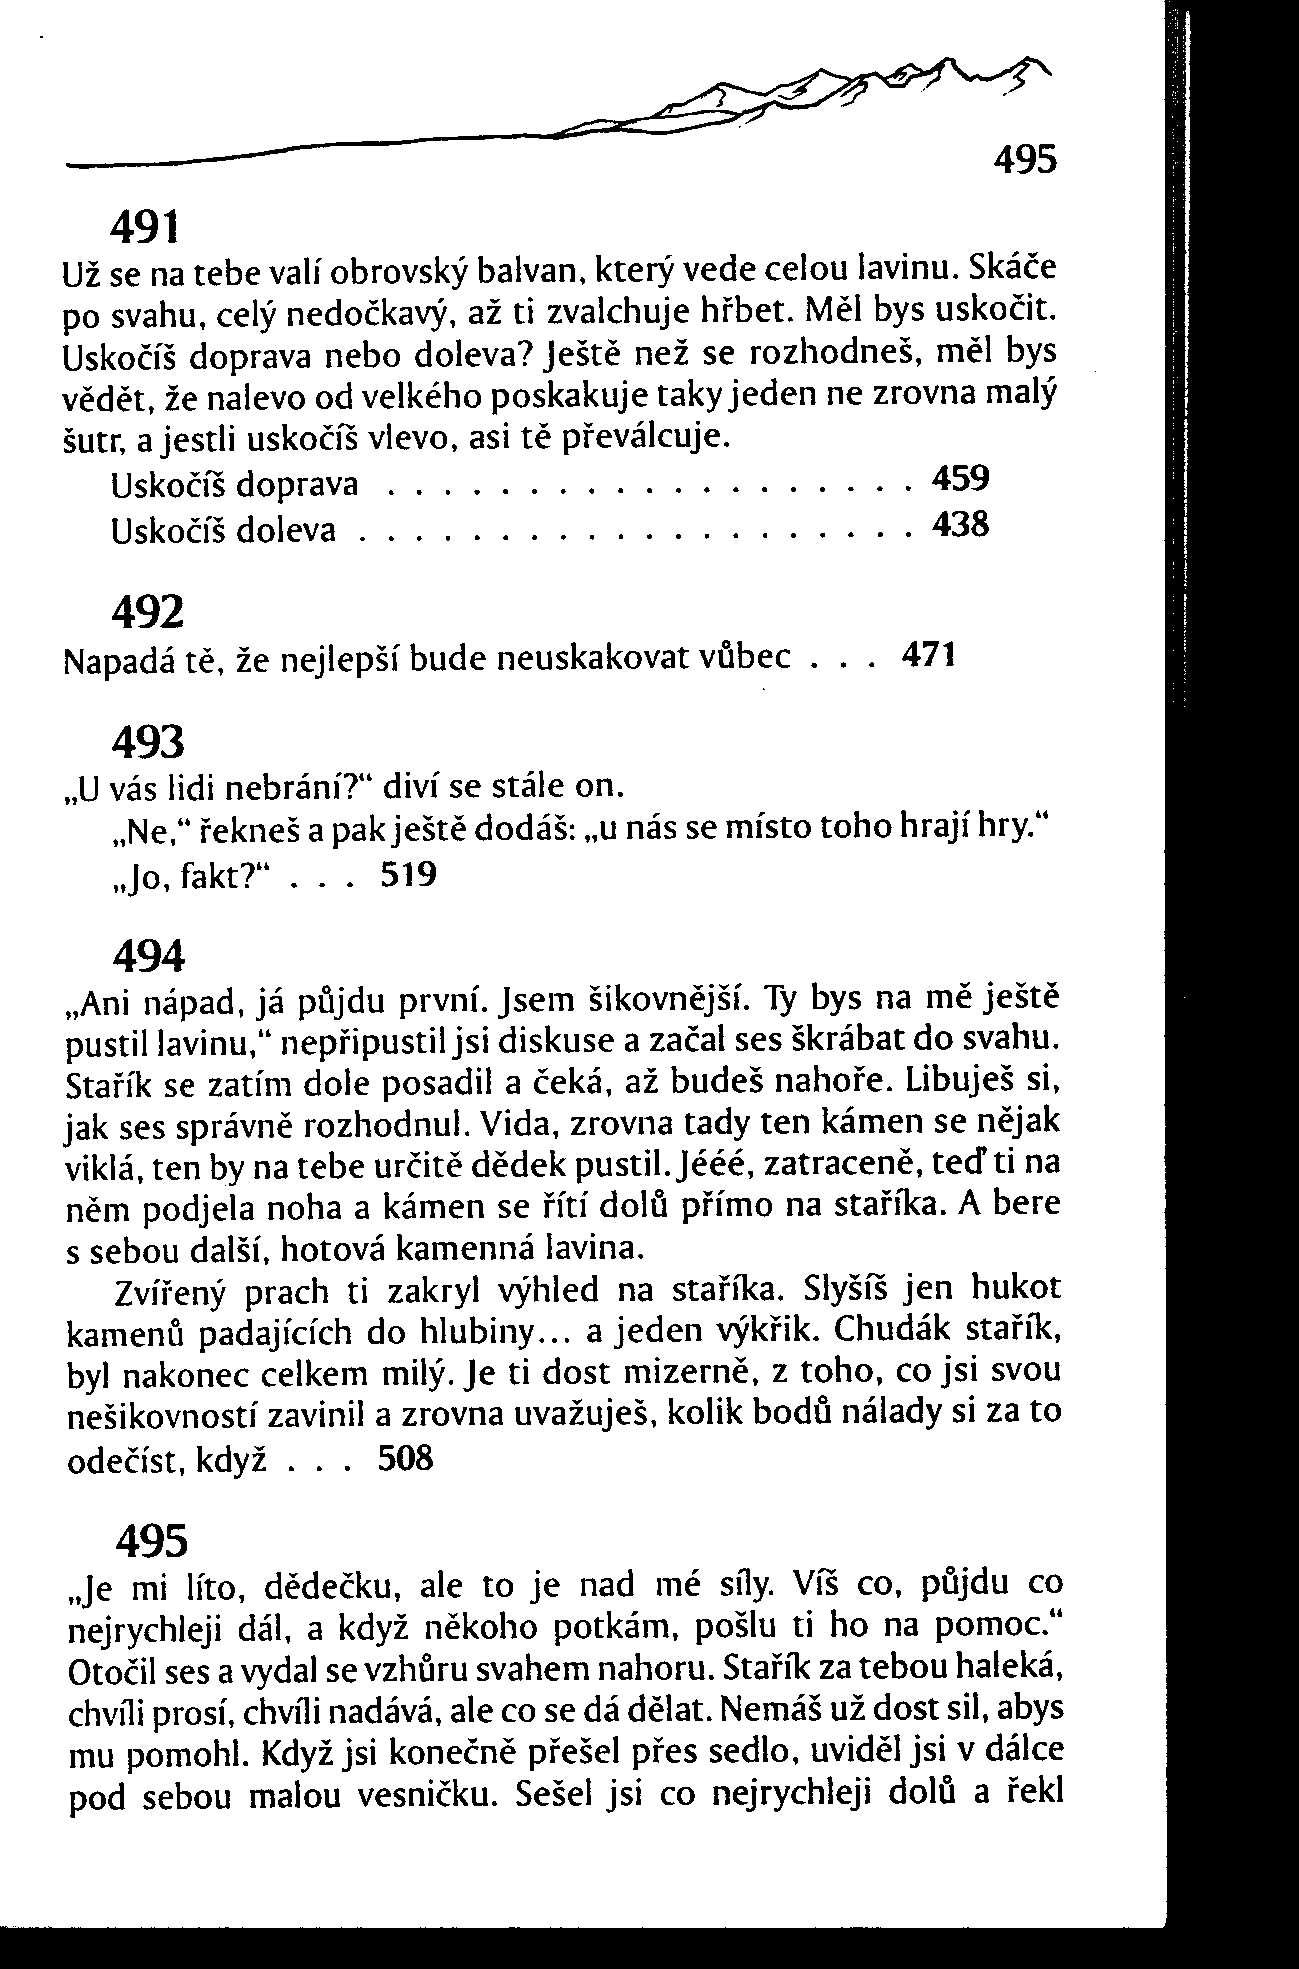 495
491
Už se na tebe valí obrovský balvan, který vede celou lavinu. Skáče
po svahu, celý nedočkavý, až ti zvalchuje hřbet. Měl bys uskočit.
Uskočíš doprava nebo doleva? Ještě než se rozhodneš, měl bys
vědět, že nalevo od velkého poskakuje taky jeden ne zrovna malý
šutr, a jestli uskočíš vlevo, asi tě převálcuje.
Uskočíš doprava . . . . . . . . . . . . . . . . . . . 459
Uskočíš doleva . . . . . . . . . . . . . . . . . . . . 438
492
Napadá tě, že nejlepší bude neuskakovat vůbec . . . 471
493
„U vás lidi nebrání?“ diví se stále on.
„Ne,“ řekneš a pak ještě dodáš: „u nás se místo toho hrají hry.“
„Jo, fakt?“ . . . 519
494
„Ani nápad, já půjdu první. Jsem šikovnější. Ty bys na mě ještě
pustil lavinu,“ nepřipustil jsi diskuse a začal ses škrábat do svahu.
Stařík se zatím dole posadil a čeká, až budeš nahoře. Libuješ si,
jak ses správně rozhodnul. Vida, zrovna tady ten kámen se nějak
viklá, ten by na tebe určitě dědek pustil. Jééé, zatraceně, teď ti na
něm podjela noha a kámen se řítí dolů přímo na staříka. A bere
s sebou další, hotová kamenná lavina.
Zvířený prach ti zakryl výhled na staříka. Slyšíš jen hukot
kamenů padajících do hlubiny... a jeden výkřik. Chudák stařík,
byl nakonec celkem milý. Je ti dost mizerně, z toho, co jsi svou
nešikovností zavinil a zrovna uvažuješ, kolik bodů nálady si za to
odečíst, když . . . 508
495
„Je mi líto, dědečku, ale to je nad mé síly. Víš co, půjdu co
nejrychleji dál, a když někoho potkám, pošlu ti ho na pomoc.“
Otočil ses a vydal se vzhůru svahem nahoru. Stařík za tebou haleká,
chvíli prosí, chvíli nadává, ale co se dá dělat. Nemáš už dost sil, abys
mu pomohl. Když jsi konečně přešel přes sedlo, uviděl jsi v dálce
pod sebou malou vesničku. Sešel jsi co nejrychleji dolů a řekl